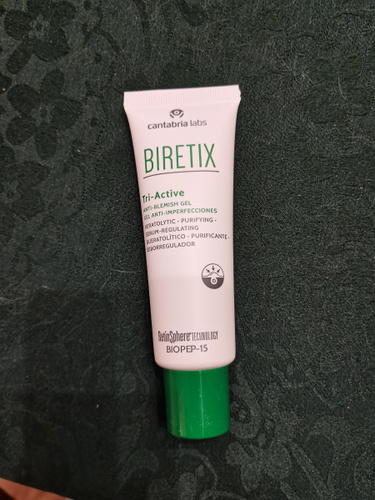 cantabria labs
BIRETIX
Tri-Active
ANTI-BLEMISH GEL
GEL ANTI-IMPERFECCIONES
KERATOLYTIC - PURIFYING -
SEBUM-REGULATING
QUERATOLÍTICO - PURIFICANTE -
SEBORREGULADOR
RetinSphere® TECHNOLOGY
BIOPEP-15